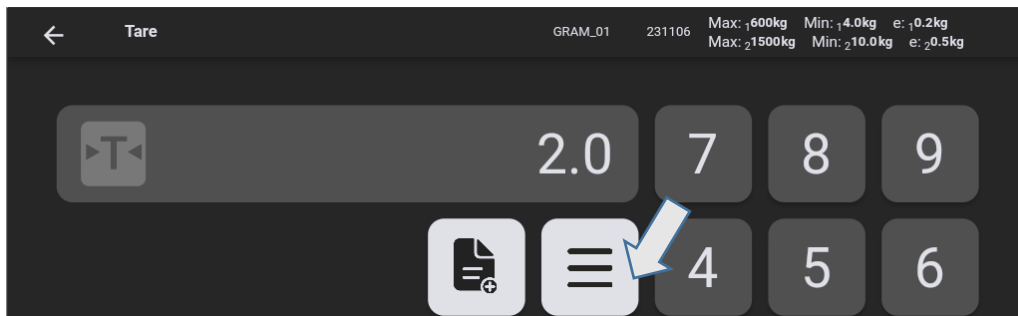 Tare
GRAM_01
231106
Max: ₁600kg Min: ₁4.0kg e: ₁0.2kg
Max: ₂1500kg Min: ₂10.0kg e: ₂0.5kg
T
2.0
7
8
9
4
5
6